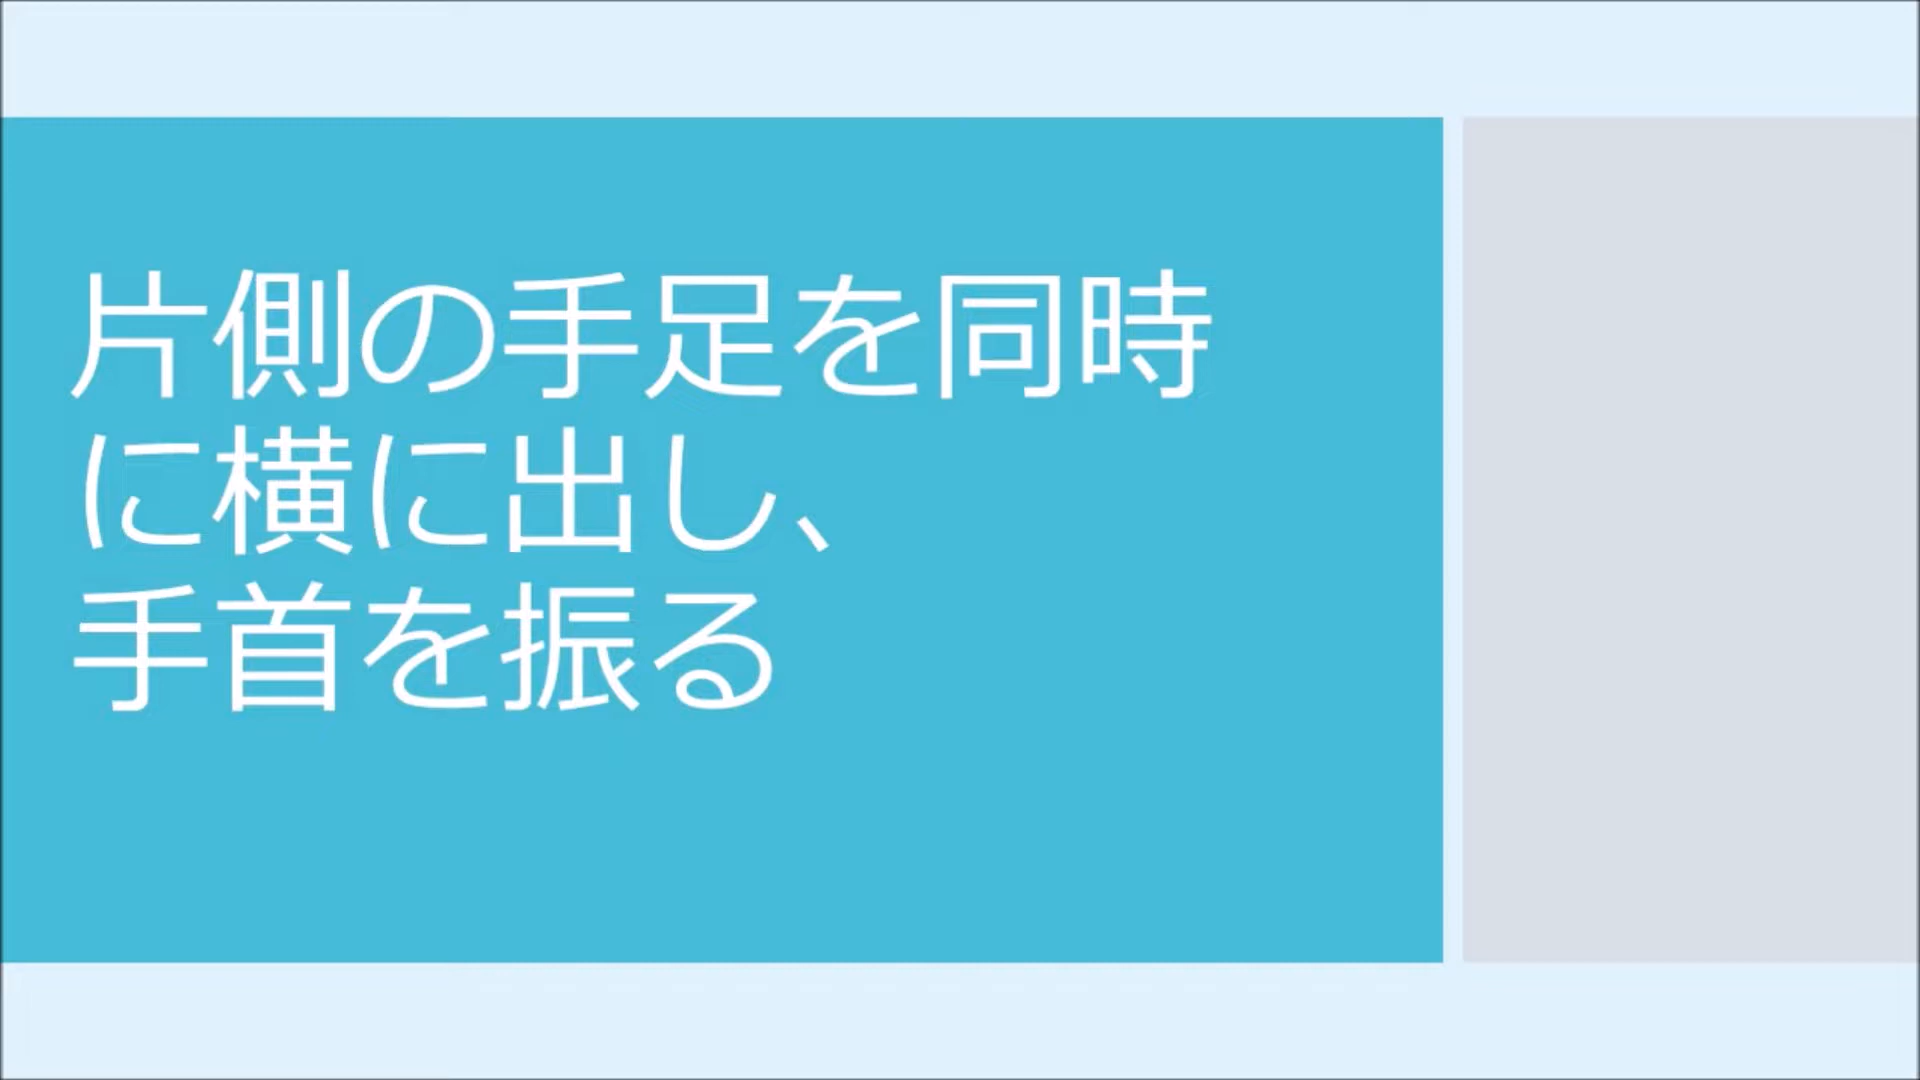 片側の手足を同時
に横に出し、
手首を振る